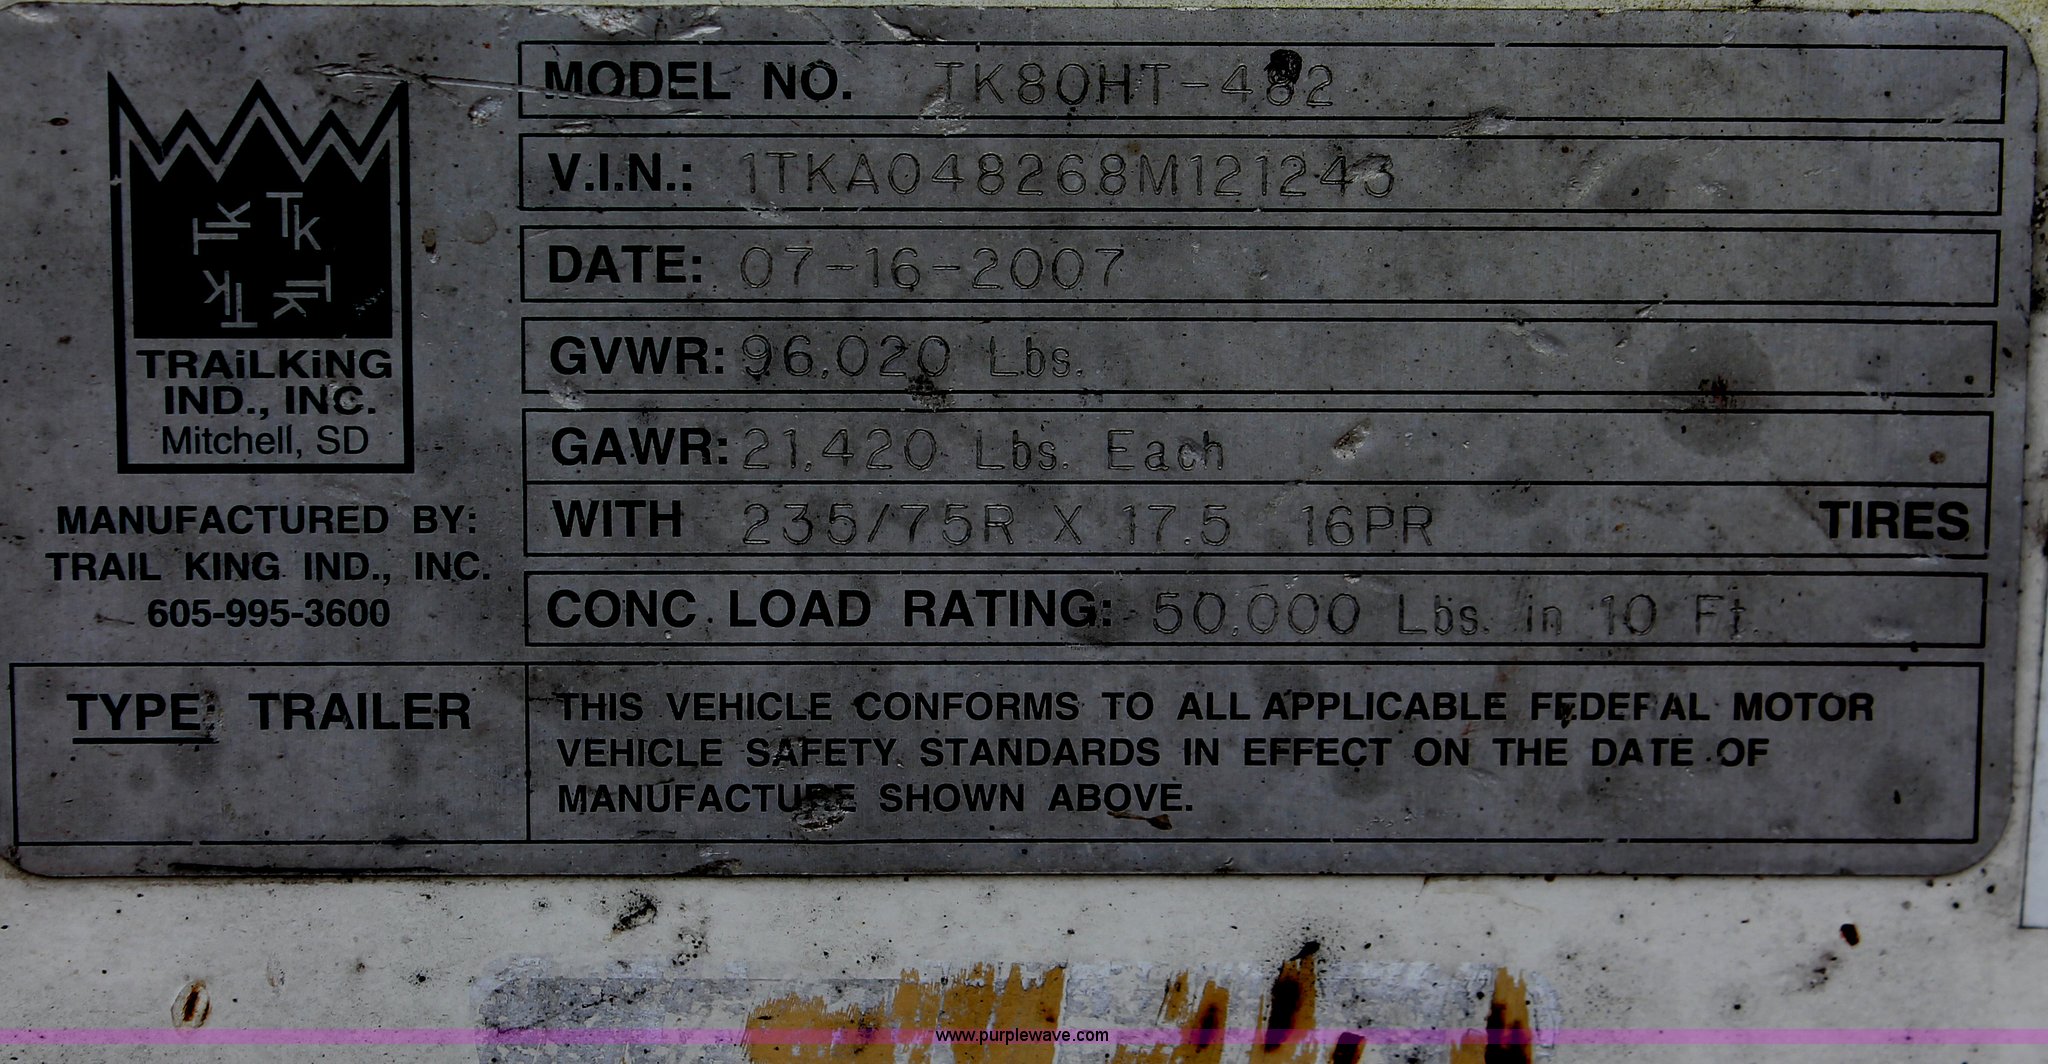 MODEL NO. TK80HT-482
V.I.N.: 1TKA048268M121243
DATE: 07-16-2007
GVWR: 96,020 Lbs.
GAWR: 21,420 Lbs. Each
WITH 235/75R X 17.5 16PR TIRES
CONC. LOAD RATING: 50,000 Lbs. in 10 Ft.
TK TK
TK TK
TRAiLKiNG
IND., INC.
Mitchell, SD
MANUFACTURED BY:
TRAIL KING IND., INC.
605-995-3600
TYPE: TRAILER
THIS VEHICLE CONFORMS TO ALL APPLICABLE FEDERAL MOTOR
VEHICLE SAFETY STANDARDS IN EFFECT ON THE DATE OF
MANUFACTURE SHOWN ABOVE.
www.purplewave.com